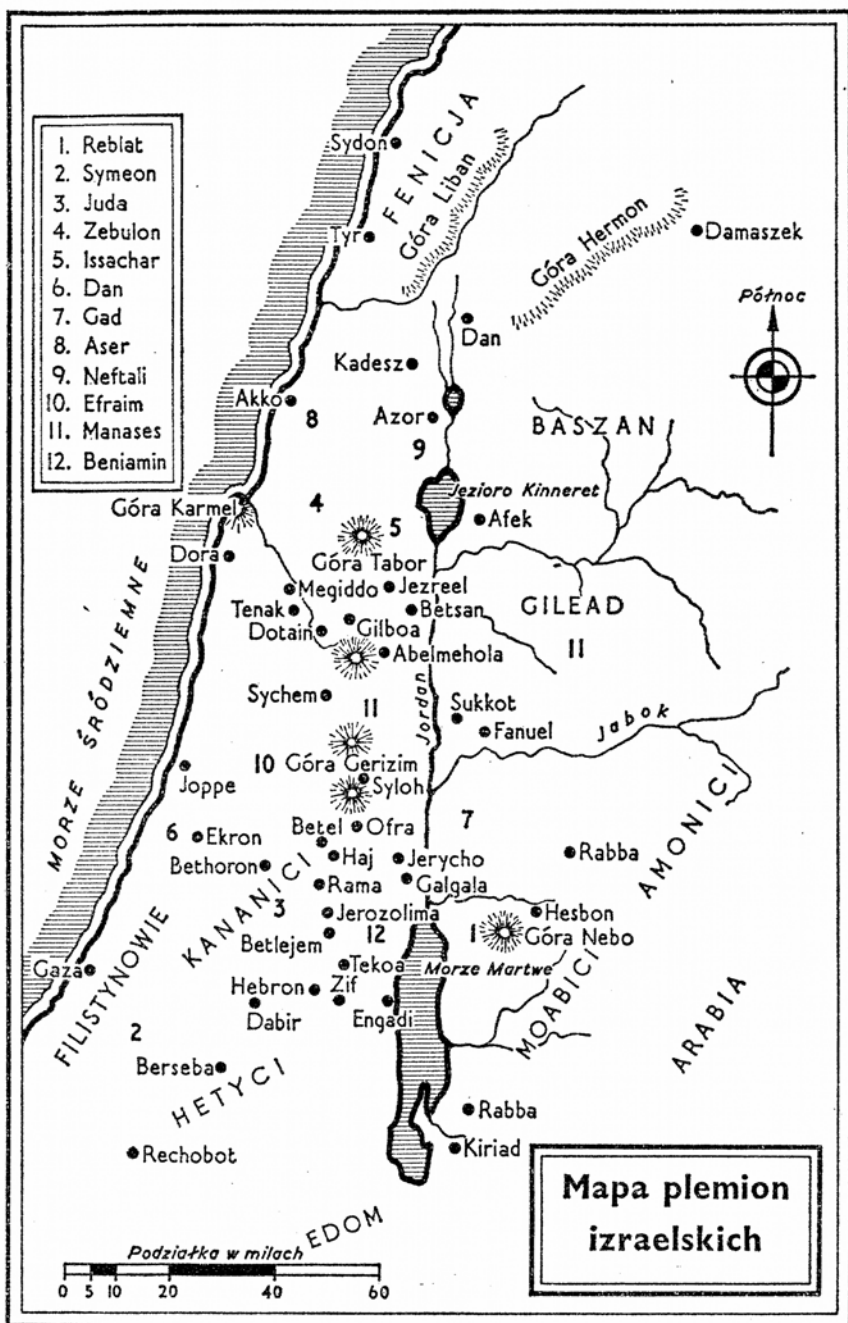 1. Rebiat
2. Symeon
3. Juda
4. Zebulon
5. Issachar
6. Dan
7. Gad
8. Aser
9. Neftali
10. Efraim
11. Manases
12. Beniamin
FENICJA
Sydon
Góra Liban
Tyr
Góra Hermon
Damaszek
Północ
Dan
Kadesz
Akko
8
Azor
BASZAN
9
Jezioro Kinneret
Góra Karmel
4
5
Afek
Dora
Góra Tabor
Megiddo
Jezreel
Tenak
Betsan
GILEAD
Dotain
Gilboa
11
Abelmehola
MORZE ŚRÓDZIEMNE
Sychem
11
Jordan
Sukkot
Fanuel
Jabok
10
Góra Gerizim
Joppe
Syloh
6
Ekron
Betel
Ofra
7
AMONICI
Bethoron
Haj
Jerycho
Rabba
KANANICI
Rama
Galgala
3
Jerozolima
Hesbon
Betlejem
12
1
Góra Nebo
Gaza
FILISTYNOWIE
Tekoa
Morze Martwe
MOABICI
Hebron
Zif
Dabir
Engadi
ARABIA
2
Berseba
HETYCI
Rabba
Rechobot
Kiriad
EDOM
Mapa plemion
izraelskich
Podziałka w milach
0 5 10 20 40 60